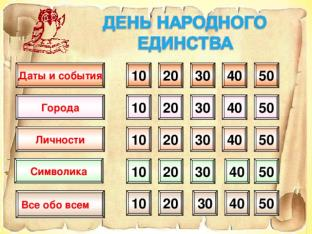 ДЕНЬ НАРОДНОГО
ЕДИНСТВА
Даты и события 10 20 30 40 50
Города 10 20 30 40 50
Личности 10 20 30 40 50
Символика 10 20 30 40 50
Все обо всем 10 20 30 40 50